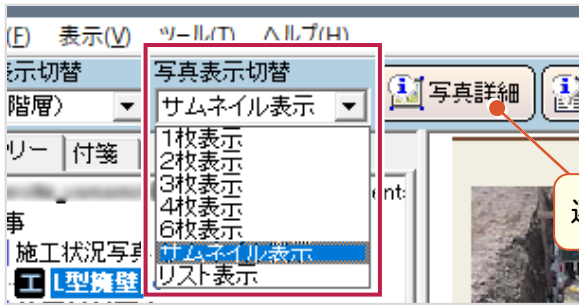 (F) 表示(V) ツール(T) ヘルプ(H)
表示切替
写真表示切替
階層)
サムネイル表示
写真詳細
リー
付箋
1枚表示
2枚表示
3枚表示
4枚表示
6枚表示
サムネイル表示
リスト表示
ent
事
施工状況写真
工 L型擁壁